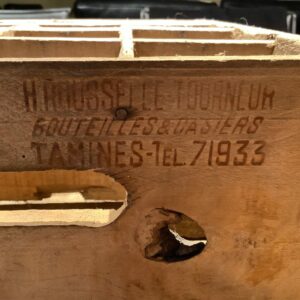 H.ROUSSELLE-TOURNEUR
BOUTEILLES & CASIERS
TAMINES-TEL.71933